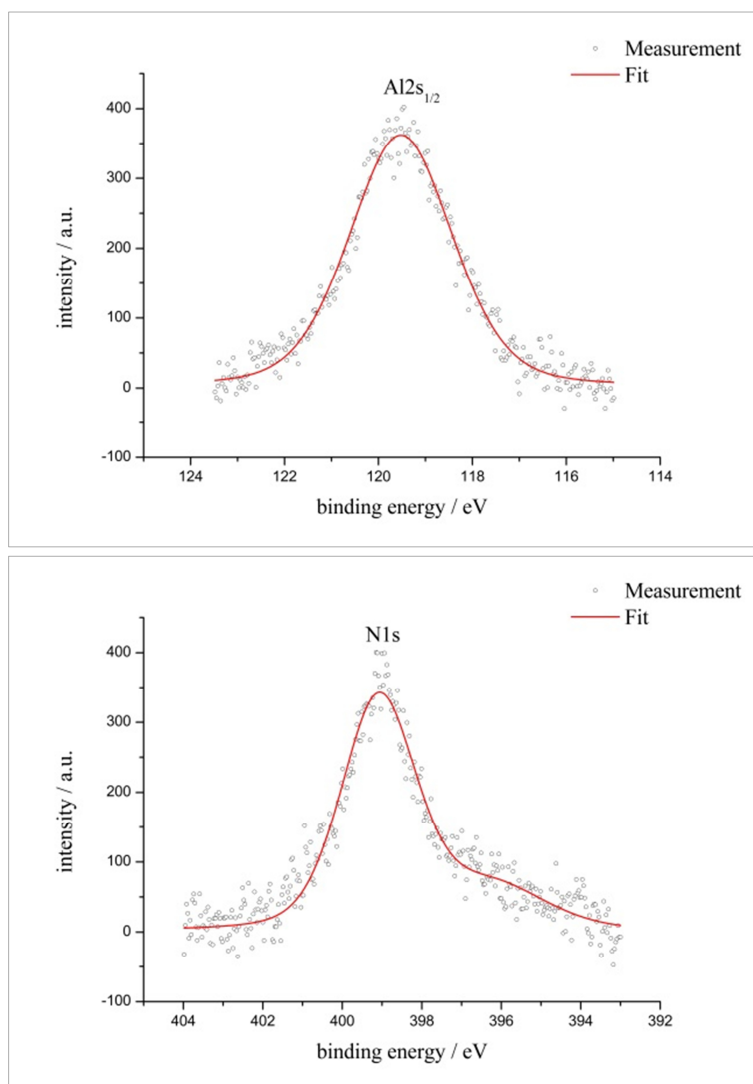 Measurement
Fit
Al2s1/2
400
300
200
100
0
-100
intensity / a.u.
124 122 120 118 116 114
binding energy / eV
Measurement
Fit
N1s
400
300
200
100
0
-100
intensity / a.u.
404 402 400 398 396 394 392
binding energy / eV